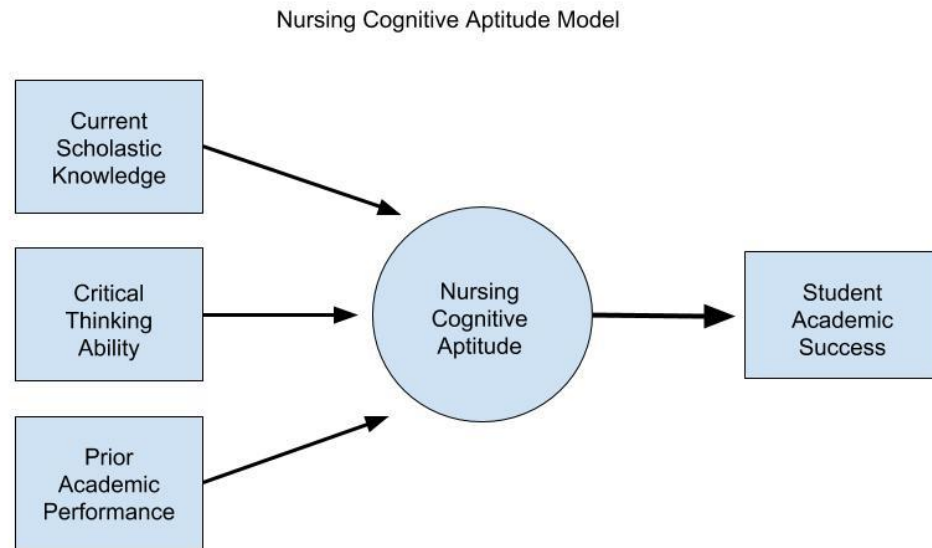 Nursing Cognitive Aptitude Model
Current
Scholastic
Knowledge
Critical
Thinking
Ability
Prior
Academic
Performance
Nursing
Cognitive
Aptitude
Student
Academic
Success